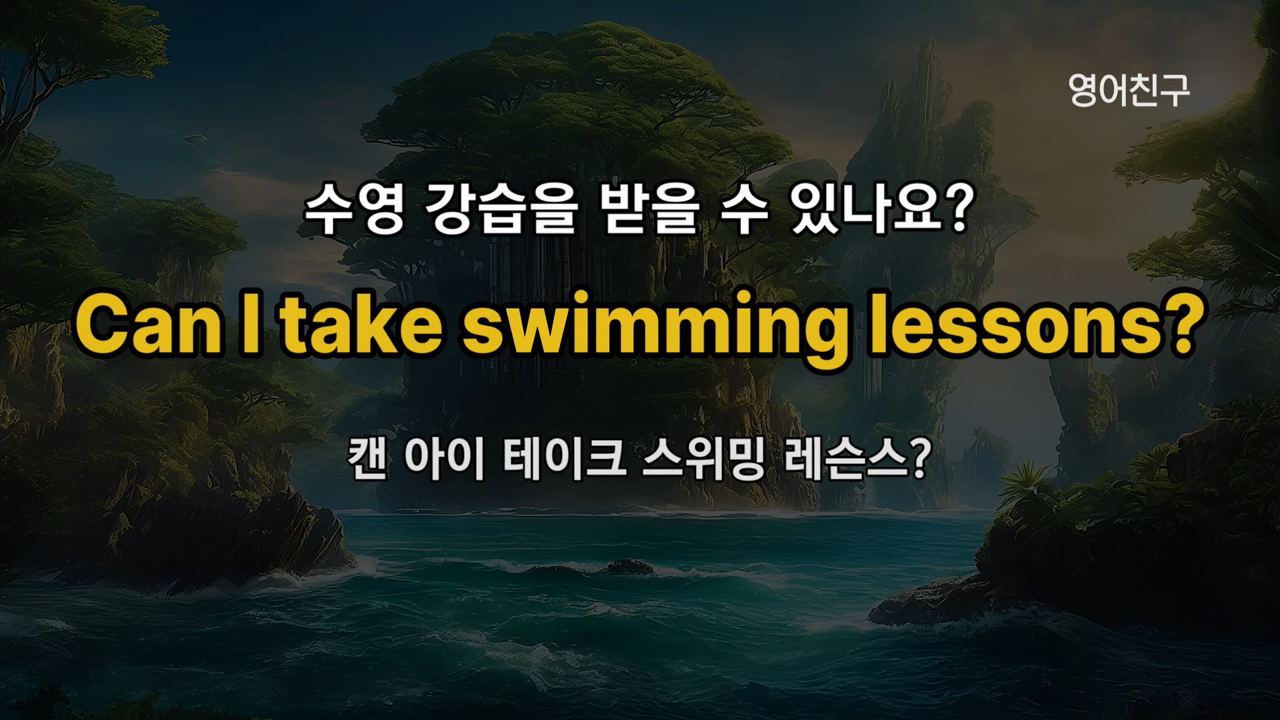 영어친구
수영 강습을 받을 수 있나요?
Can I take swimming lessons?
캔 아이 테이크 스위밍 레슨스?